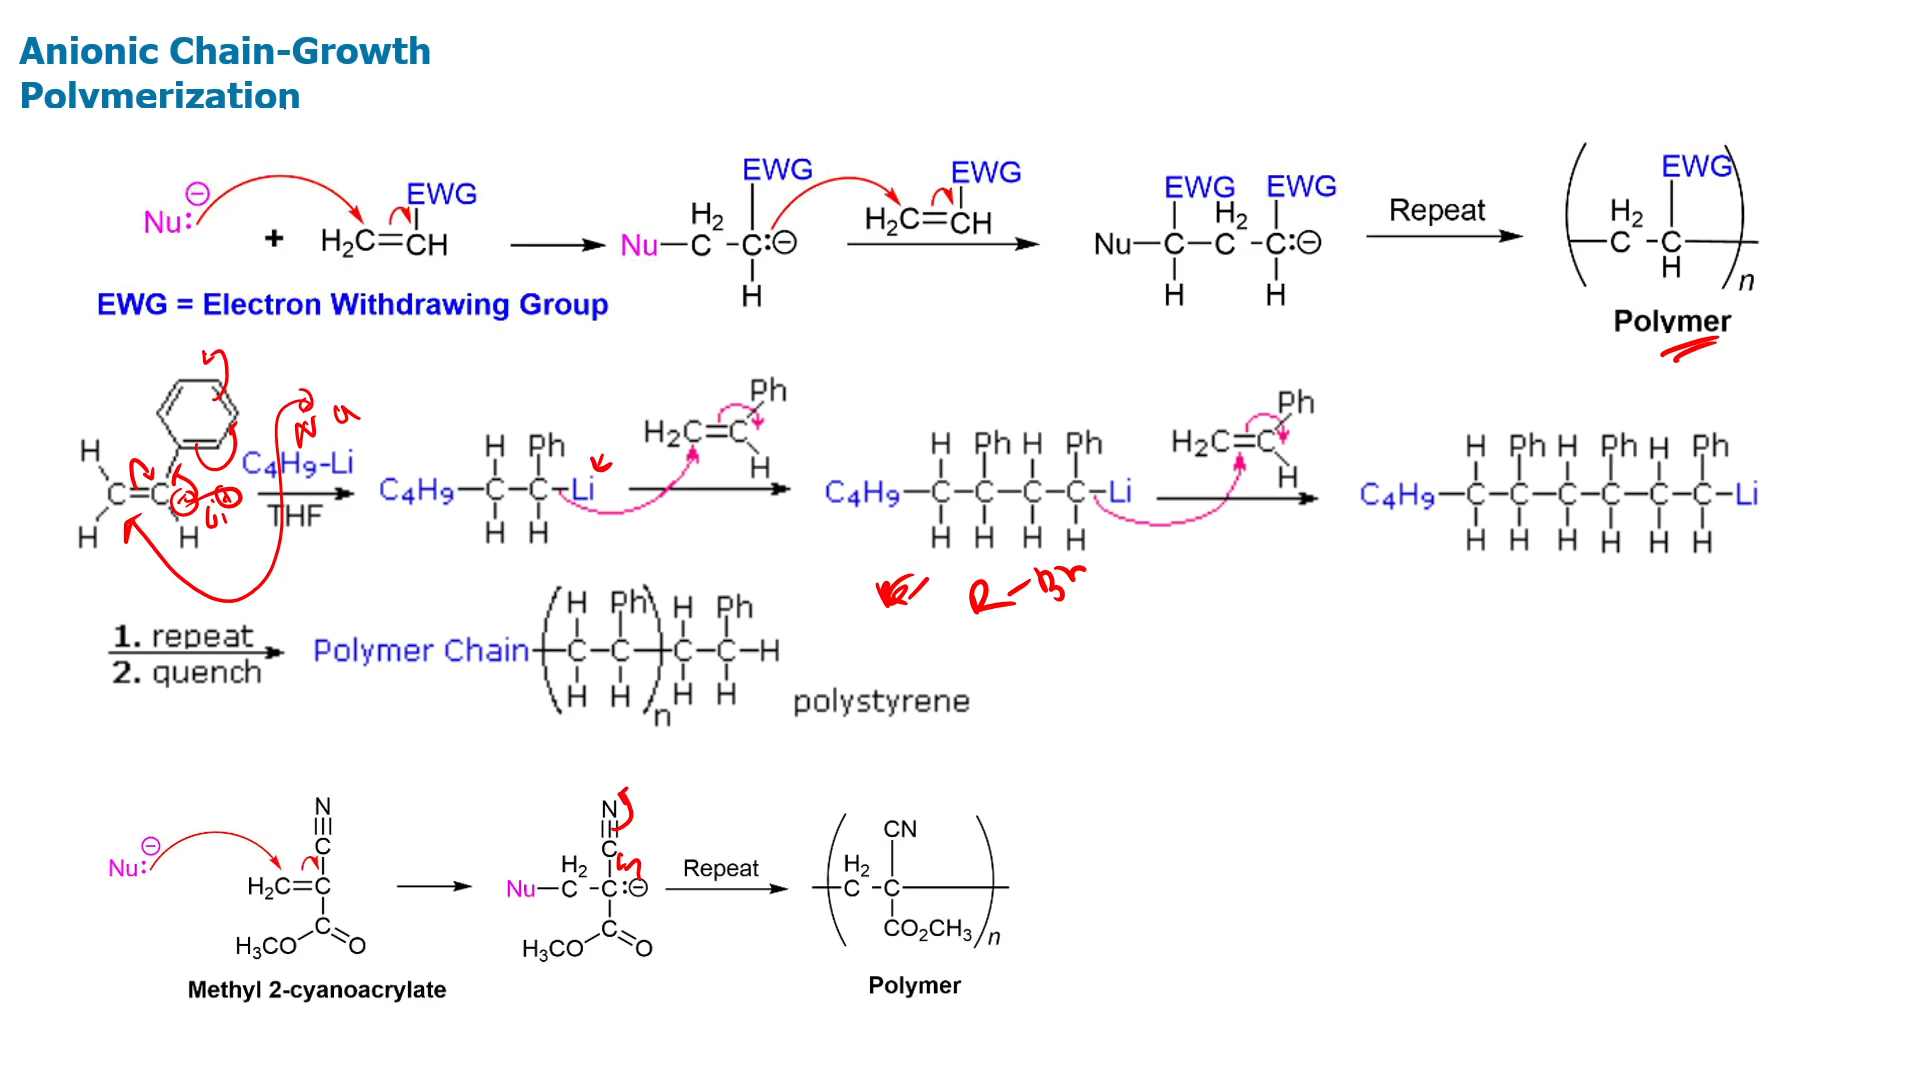 Anionic Chain-Growth
Polymerization
Nu:⊖ + H₂C=CH EWG
Nu—C H₂ -C:⊖ EWG H
H₂C=CH EWG
Nu—C EWG H -C H₂ -C:⊖ EWG H
Repeat
C H₂ -C EWG H n
EWG = Electron Withdrawing Group
Polymer
H H C=C H
C₄H₉-Li
THF
Li
C₄H₉—C—C—Li H Ph H H
H₂C=C Ph H
C₄H₉—C—C—C—C—Li H Ph H Ph H H H H
H₂C=C Ph H
C₄H₉—C—C—C—C—C—C—Li H Ph H Ph H Ph H H H H H H
R-Br
1. repeat
2. quench
Polymer Chain C—C n C—C—H H Ph H Ph H H H H
polystyrene
Nu:⊖
H₂C=C C≡N C=O H₃CO
Nu—C H₂ -C:⊖ C≡N C=O H₃CO
Repeat
C H₂ -C CN CO₂CH₃ n
Methyl 2-cyanoacrylate
Polymer